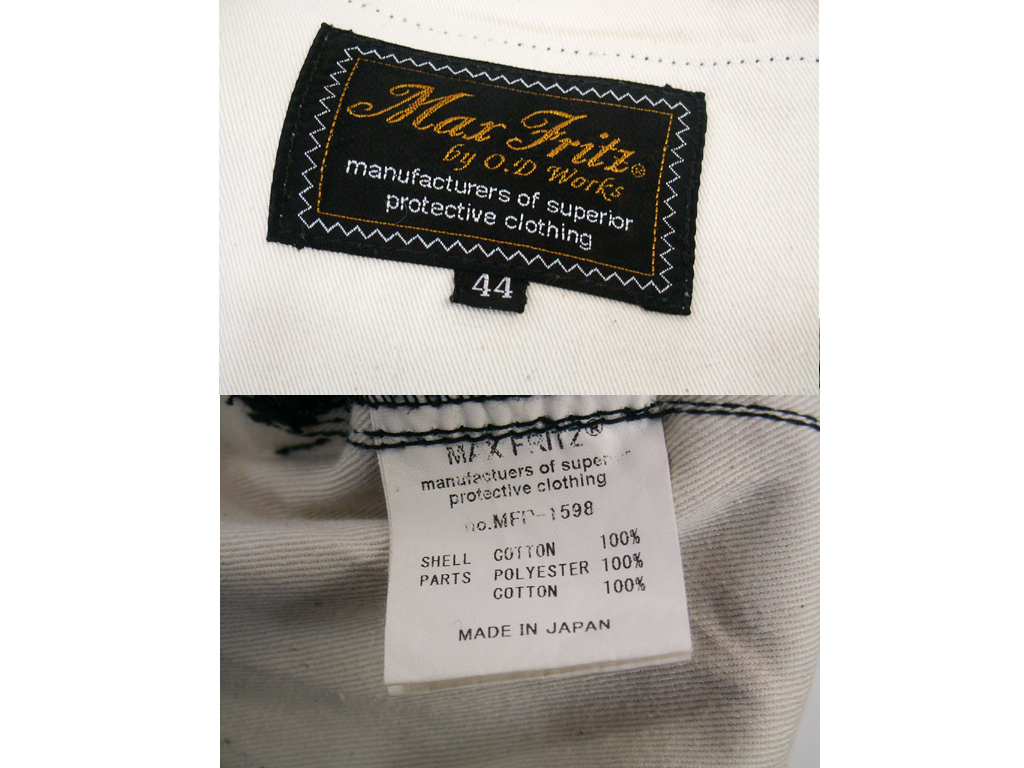 Max Fritz®
by O.D Works
manufacturers of superior
protective clothing
44
MAX FRITZ®
manufactuers of super
protective clothing
no.MFP-1598
SHELL COTTON 100%
PARTS POLYESTER 100%
COTTON 100%
MADE IN JAPAN